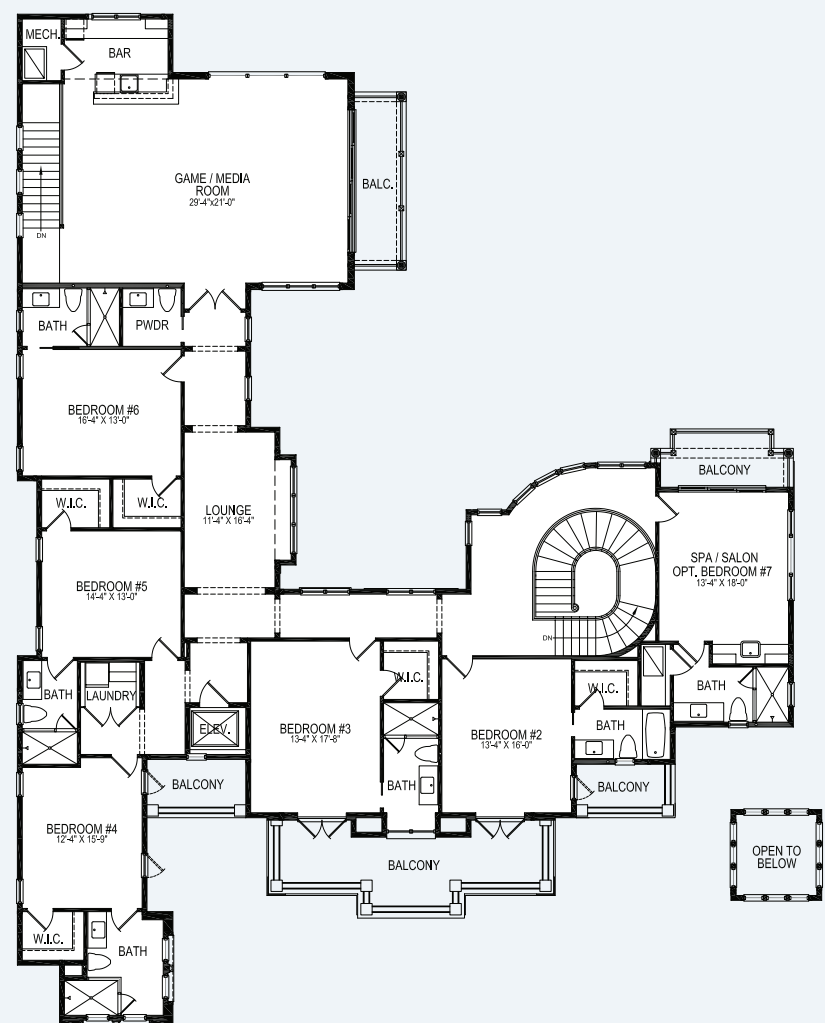 MECH.
BAR
GAME / MEDIA
ROOM
29'-4"x21'-0"
BALC.
DN
BATH
PWDR
BEDROOM #6
16'-4" X 13'-0"
W.I.C.
W.I.C.
LOUNGE
11'-4" X 16'-4"
BALCONY
SPA / SALON
OPT. BEDROOM #7
13'-4" X 18'-0"
BEDROOM #5
14'-4" X 13'-0"
DN
BATH
LAUNDRY
W.I.C.
W.I.C.
BATH
ELEV.
BEDROOM #3
13'-4" X 17'-8"
BEDROOM #2
13'-4" X 16'-0"
BATH
BALCONY
BATH
BALCONY
BEDROOM #4
12'-4" X 15'-9"
BALCONY
OPEN TO
BELOW
W.I.C.
BATH